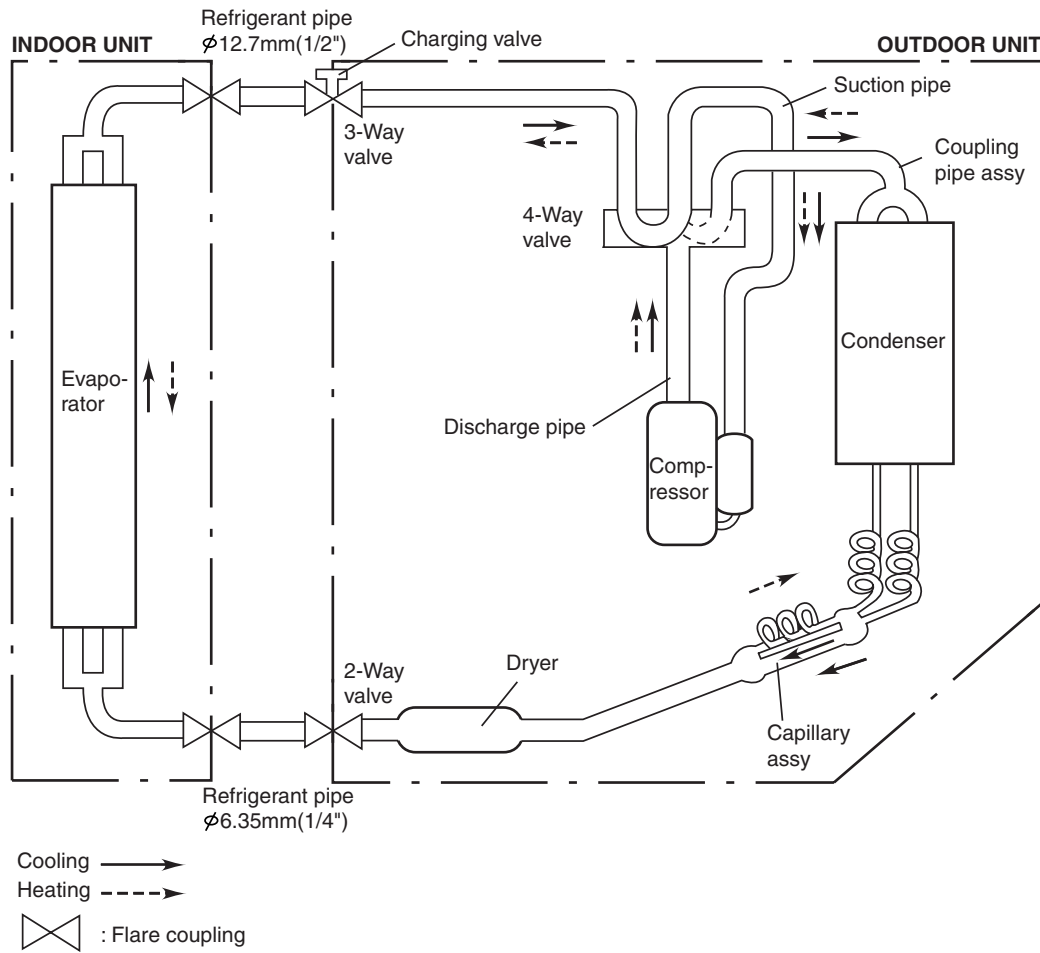 Refrigerant pipe
ϕ12.7mm(1/2")
Charging valve
INDOOR UNIT
OUTDOOR UNIT
Suction pipe
3-Way
valve
Coupling
pipe assy
4-Way
valve
Condenser
Evapo-
rator
Discharge pipe
Comp-
ressor
2-Way
valve
Dryer
Capillary
assy
Refrigerant pipe
ϕ6.35mm(1/4")
Cooling
Heating
: Flare coupling